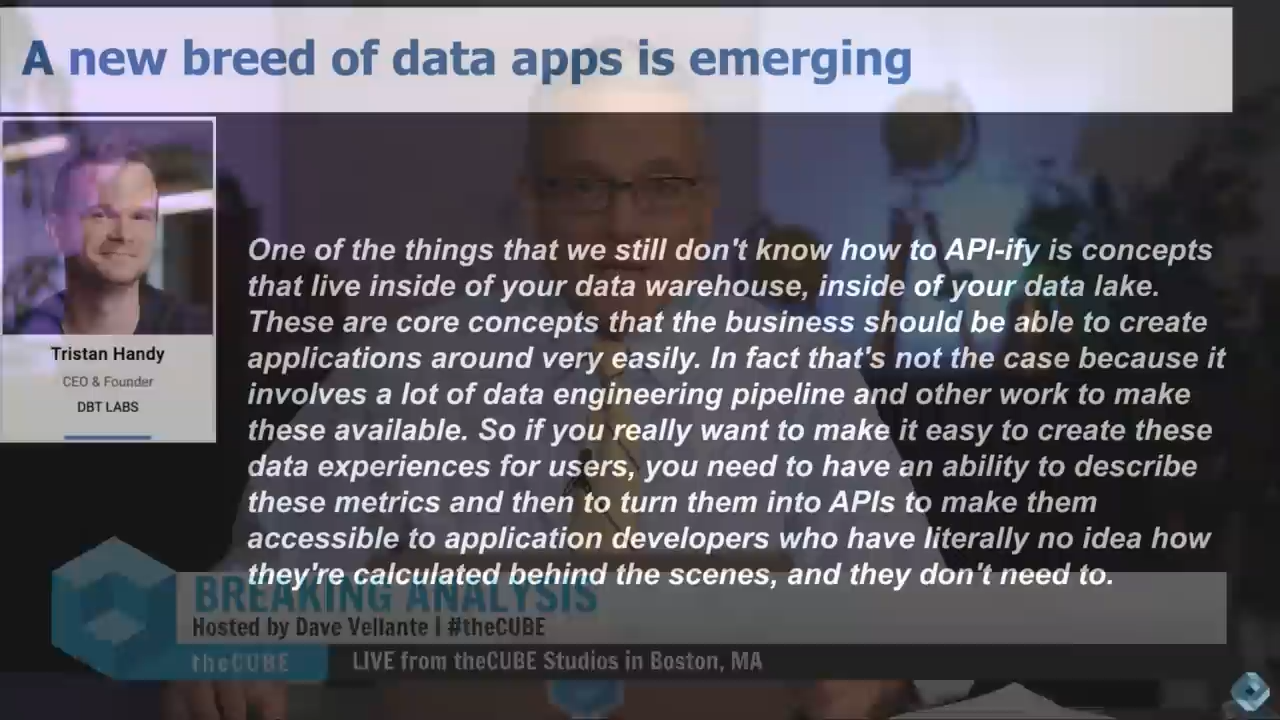 A new breed of data apps is emerging
Tristan Handy
CEO & Founder
DBT LABS
One of the things that we still don't know how to API-ify is concepts
that live inside of your data warehouse, inside of your data lake.
These are core concepts that the business should be able to create
applications around very easily. In fact that's not the case because it
involves a lot of data engineering pipeline and other work to make
these available. So if you really want to make it easy to create these
data experiences for users, you need to have an ability to describe
these metrics and then to turn them into APIs to make them
accessible to application developers who have literally no idea how
they're calculated behind the scenes, and they don't need to.
BREAKING ANALYSIS
Hosted by Dave Vellante | #theCUBE
theCUBE
LIVE from theCUBE Studios in Boston, MA